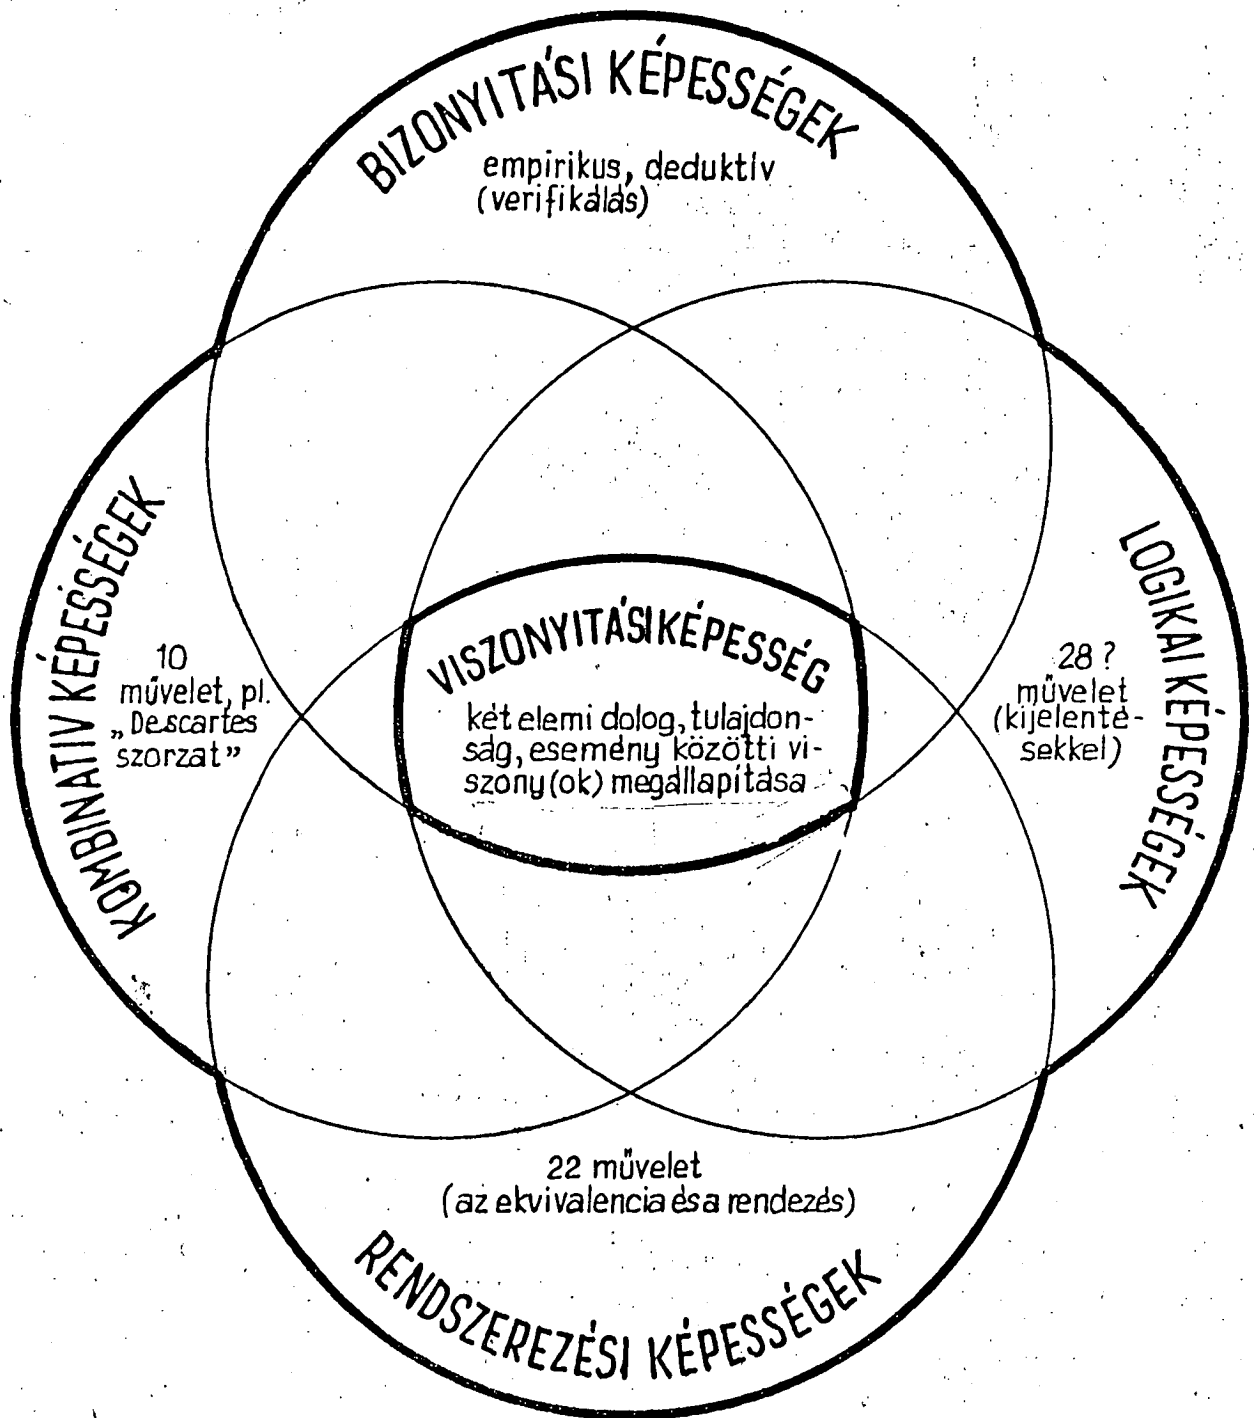 BIZONYITÁSI KÉPESSÉGEK
empirikus, deduktiv
(verifikálás)
KOMBINATIV KÉPESSÉGEK
10
művelet, pl.
„Descartes
szorzat”
VISZONYITÁSI KÉPESSÉG
két elemi dolog, tulajdon-
ság, esemény közötti vi-
szony(ok) megállapítása
LOGIKAI KÉPESSÉGEK
28 ?
művelet
(kijelenté-
sekkel)
22 művelet
(az ekvivalencia és a rendezés)
RENDSZEREZÉSI KÉPESSÉGEK